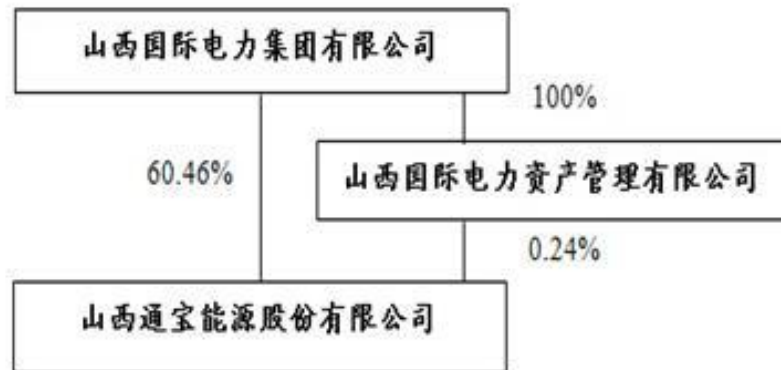 山西国际电力集团有限公司
100%
60.46%
山西国际电力资产管理有限公司
0.24%
山西通宝能源股份有限公司